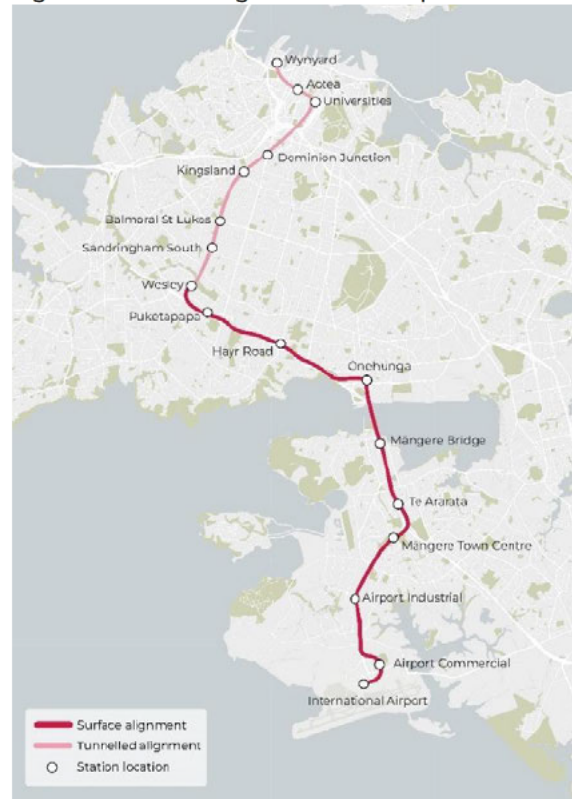 Wynyard
Aotea
Universities
Dominion Junction
Kingsland
Balmoral St Lukes
Sandringham South
Wesley
Puketapapa
Hayr Road
Onehunga
Māngere Bridge
Te Ararata
Māngere Town Centre
Airport Industrial
Airport Commercial
International Airport
Surface alignment
Tunnelled alignment
Station location